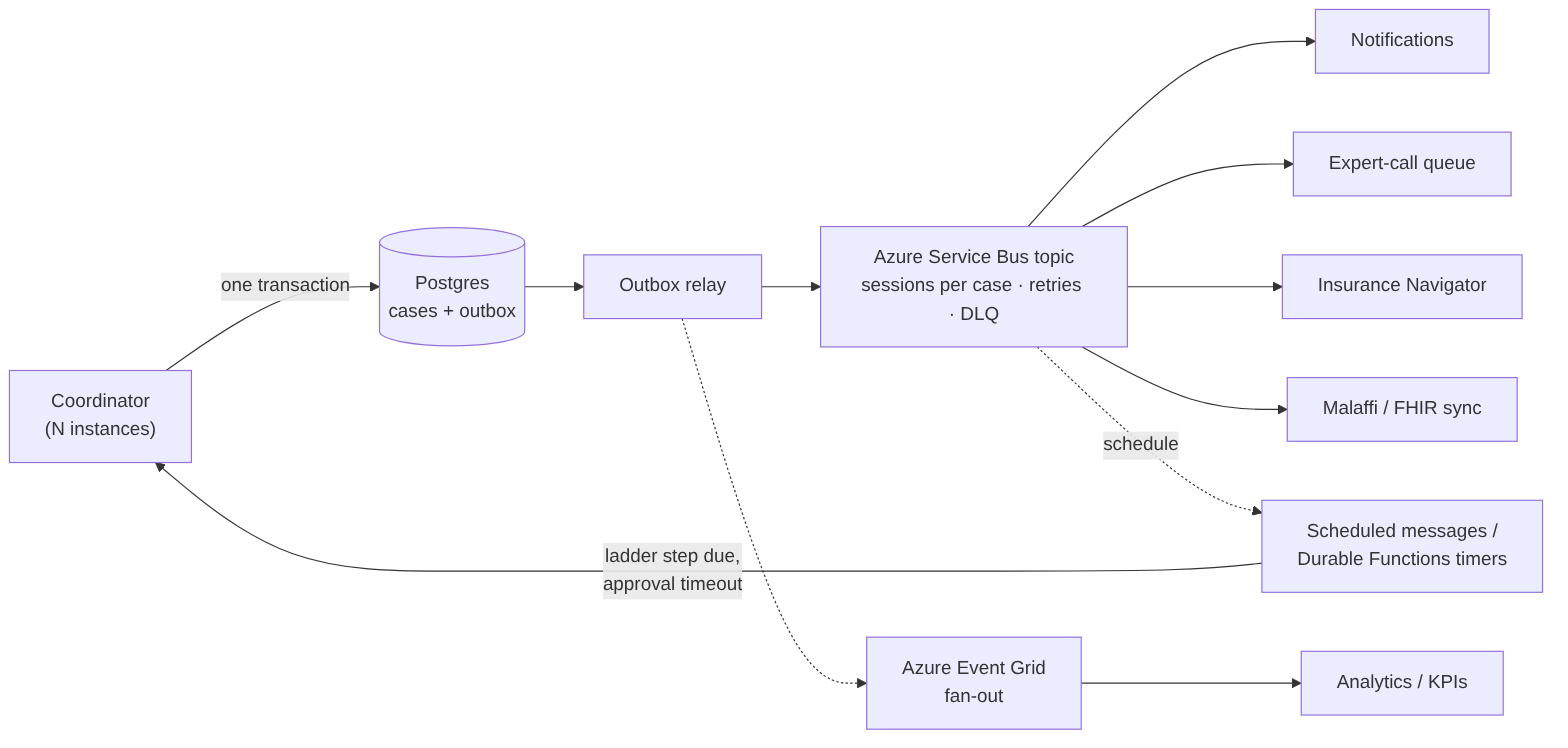 Notifications
Expert-call queue
one transaction
Postgres
cases + outbox
Outbox relay
Azure Service Bus topic
sessions per case · retries
· DLQ
Insurance Navigator
Coordinator
(N instances)
Malaffi / FHIR sync
schedule
Scheduled messages /
Durable Functions timers
ladder step due,
approval timeout
Azure Event Grid
fan-out
Analytics / KPIs